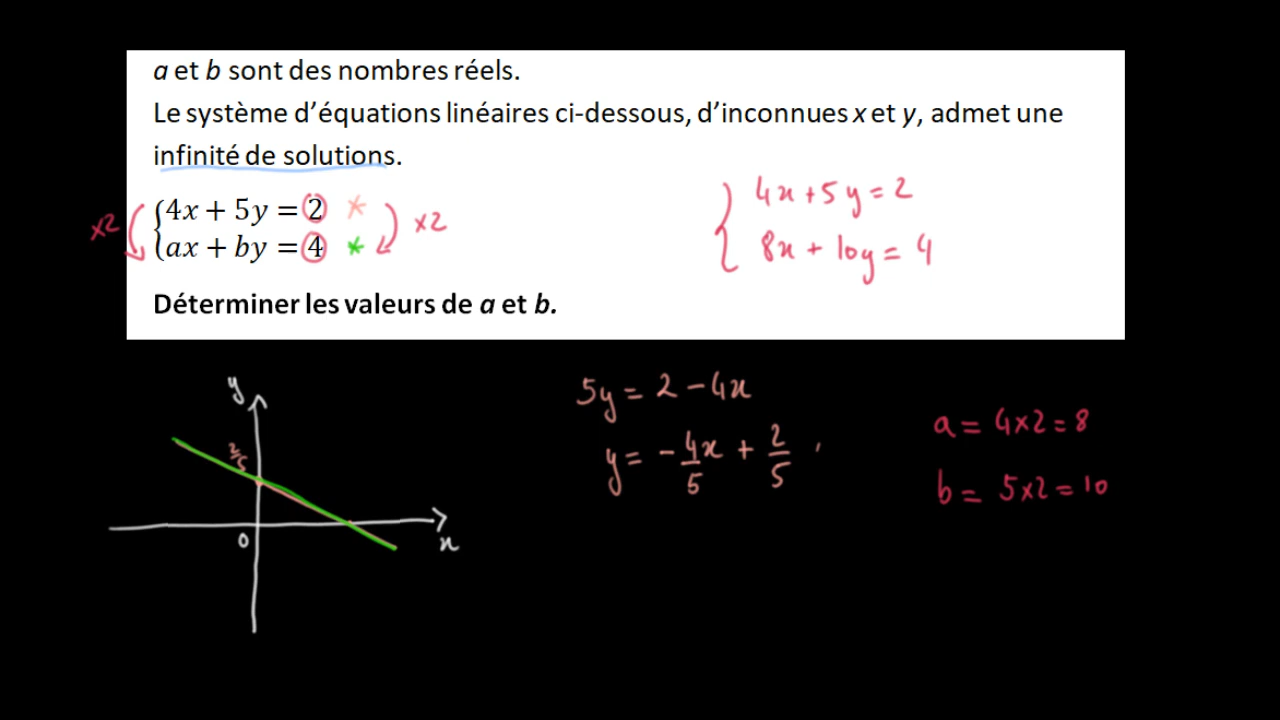 a et b sont des nombres réels.
Le système d’équations linéaires ci-dessous, d’inconnues x et y, admet une
infinité de solutions.
×2 {4x + 5y = 2 * ×2
ax + by = 4 *
{ 4x + 5y = 2
8x + 10y = 4
Déterminer les valeurs de a et b.
y
2/5
0
x
5y = 2 - 4x
y = -4x/5 + 2/5
a = 4×2 = 8
b = 5×2 = 10